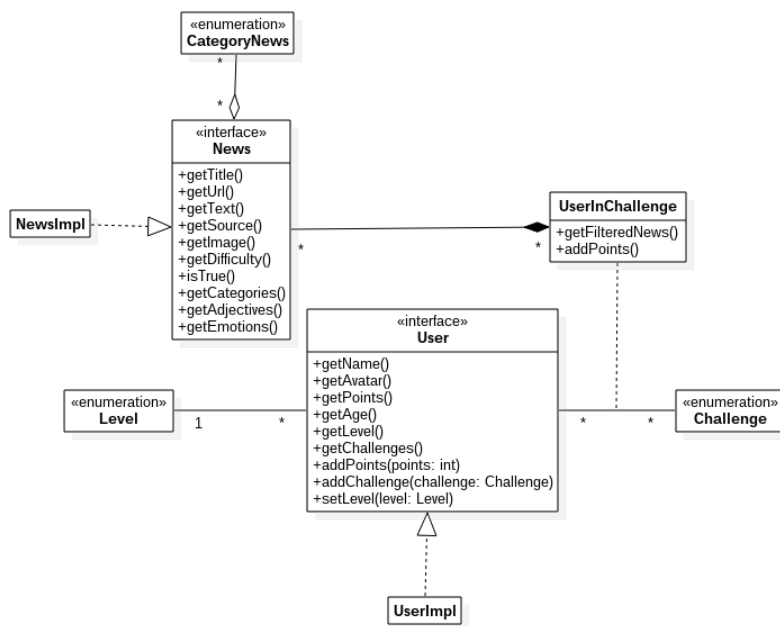 «enumeration»
CategoryNews
*
*
«interface»
News
+getTitle()
+getUrl()
+getText()
+getSource()
+getImage()
+getDifficulty()
+isTrue()
+getCategories()
+getAdjectives()
+getEmotions()
NewsImpl
*
*
UserInChallenge
+getFilteredNews()
+addPoints()
«interface»
User
+getName()
+getAvatar()
+getPoints()
+getAge()
+getLevel()
+getChallenges()
+addPoints(points: int)
+addChallenge(challenge: Challenge)
+setLevel(level: Level)
«enumeration»
Level
1
*
*
*
«enumeration»
Challenge
UserImpl